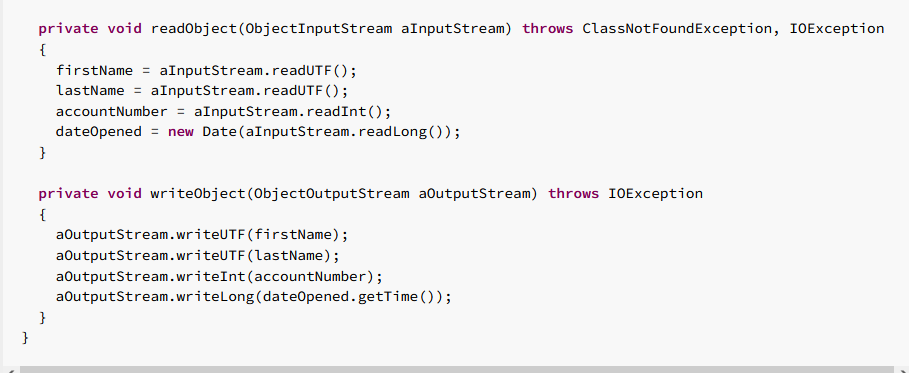 private void readObject(ObjectInputStream aInputStream) throws ClassNotFoundException, IOException
{
firstName = aInputStream.readUTF();
lastName = aInputStream.readUTF();
accountNumber = aInputStream.readInt();
dateOpened = new Date(aInputStream.readLong());
}
private void writeObject(ObjectOutputStream aOutputStream) throws IOException
{
aOutputStream.writeUTF(firstName);
aOutputStream.writeUTF(lastName);
aOutputStream.writeInt(accountNumber);
aOutputStream.writeLong(dateOpened.getTime());
}
}